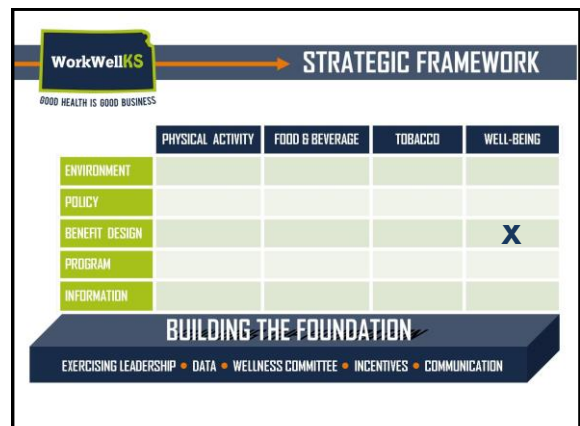 WorkWellKS
STRATEGIC FRAMEWORK
GOOD HEALTH IS GOOD BUSINESS
PHYSICAL ACTIVITY FOOD & BEVERAGE TOBACCO WELL-BEING
ENVIRONMENT
POLICY
BENEFIT DESIGN X
PROGRAM
INFORMATION
BUILDING THE FOUNDATION
EXERCISING LEADERSHIP • DATA • WELLNESS COMMITTEE • INCENTIVES • COMMUNICATION